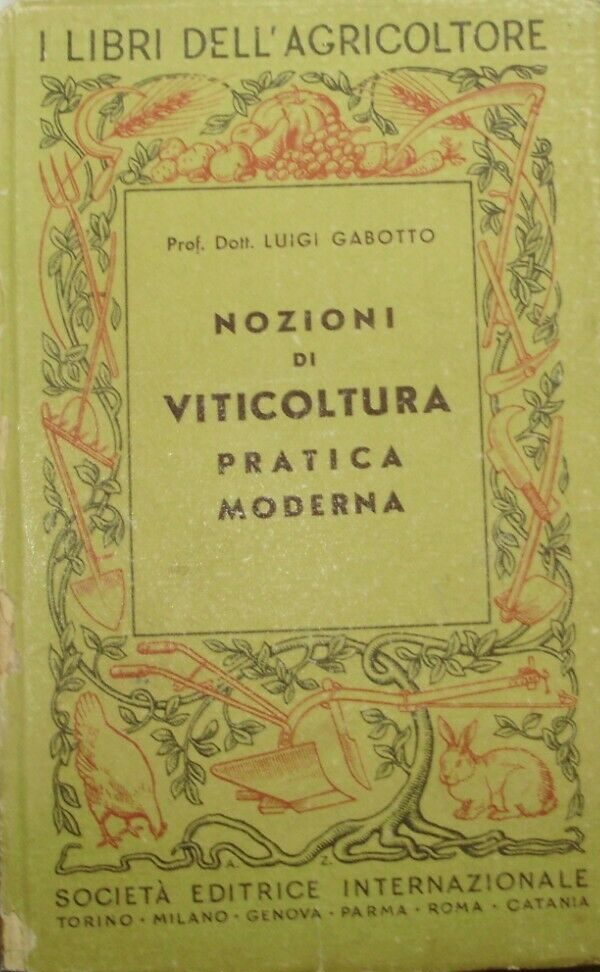 I LIBRI DELL'AGRICOLTORE
Prof. Dott. LUIGI GABOTTO
NOZIONI
DI
VITICOLTURA
PRATICA
MODERNA
A. Z.
SOCIETÀ EDITRICE INTERNAZIONALE
TORINO · MILANO · GENOVA · PARMA · ROMA · CATANIA